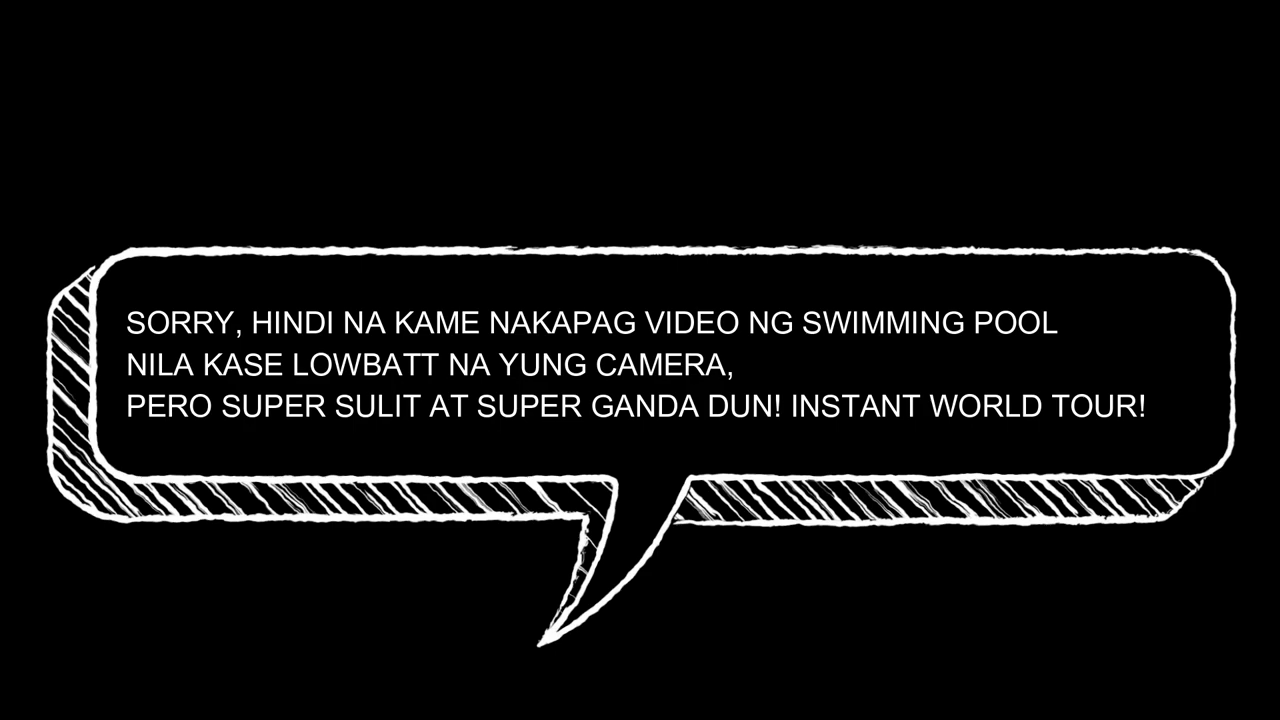 SORRY, HINDI NA KAME NAKAPAG VIDEO NG SWIMMING POOL
NILA KASE LOWBATT NA YUNG CAMERA,
PERO SUPER SULIT AT SUPER GANDA DUN! INSTANT WORLD TOUR!